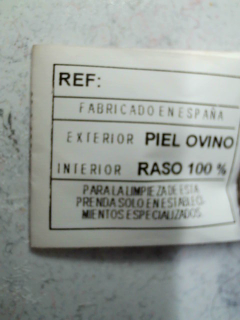 REF:
FABRICADO EN ESPAÑA
EXTERIOR PIEL OVINO
INTERIOR RASO 100 %
PARA LA LIMPIEZA DE ESTA
PRENDA SOLO EN ESTABLECI-
MIENTOS ESPECIALIZADOS.